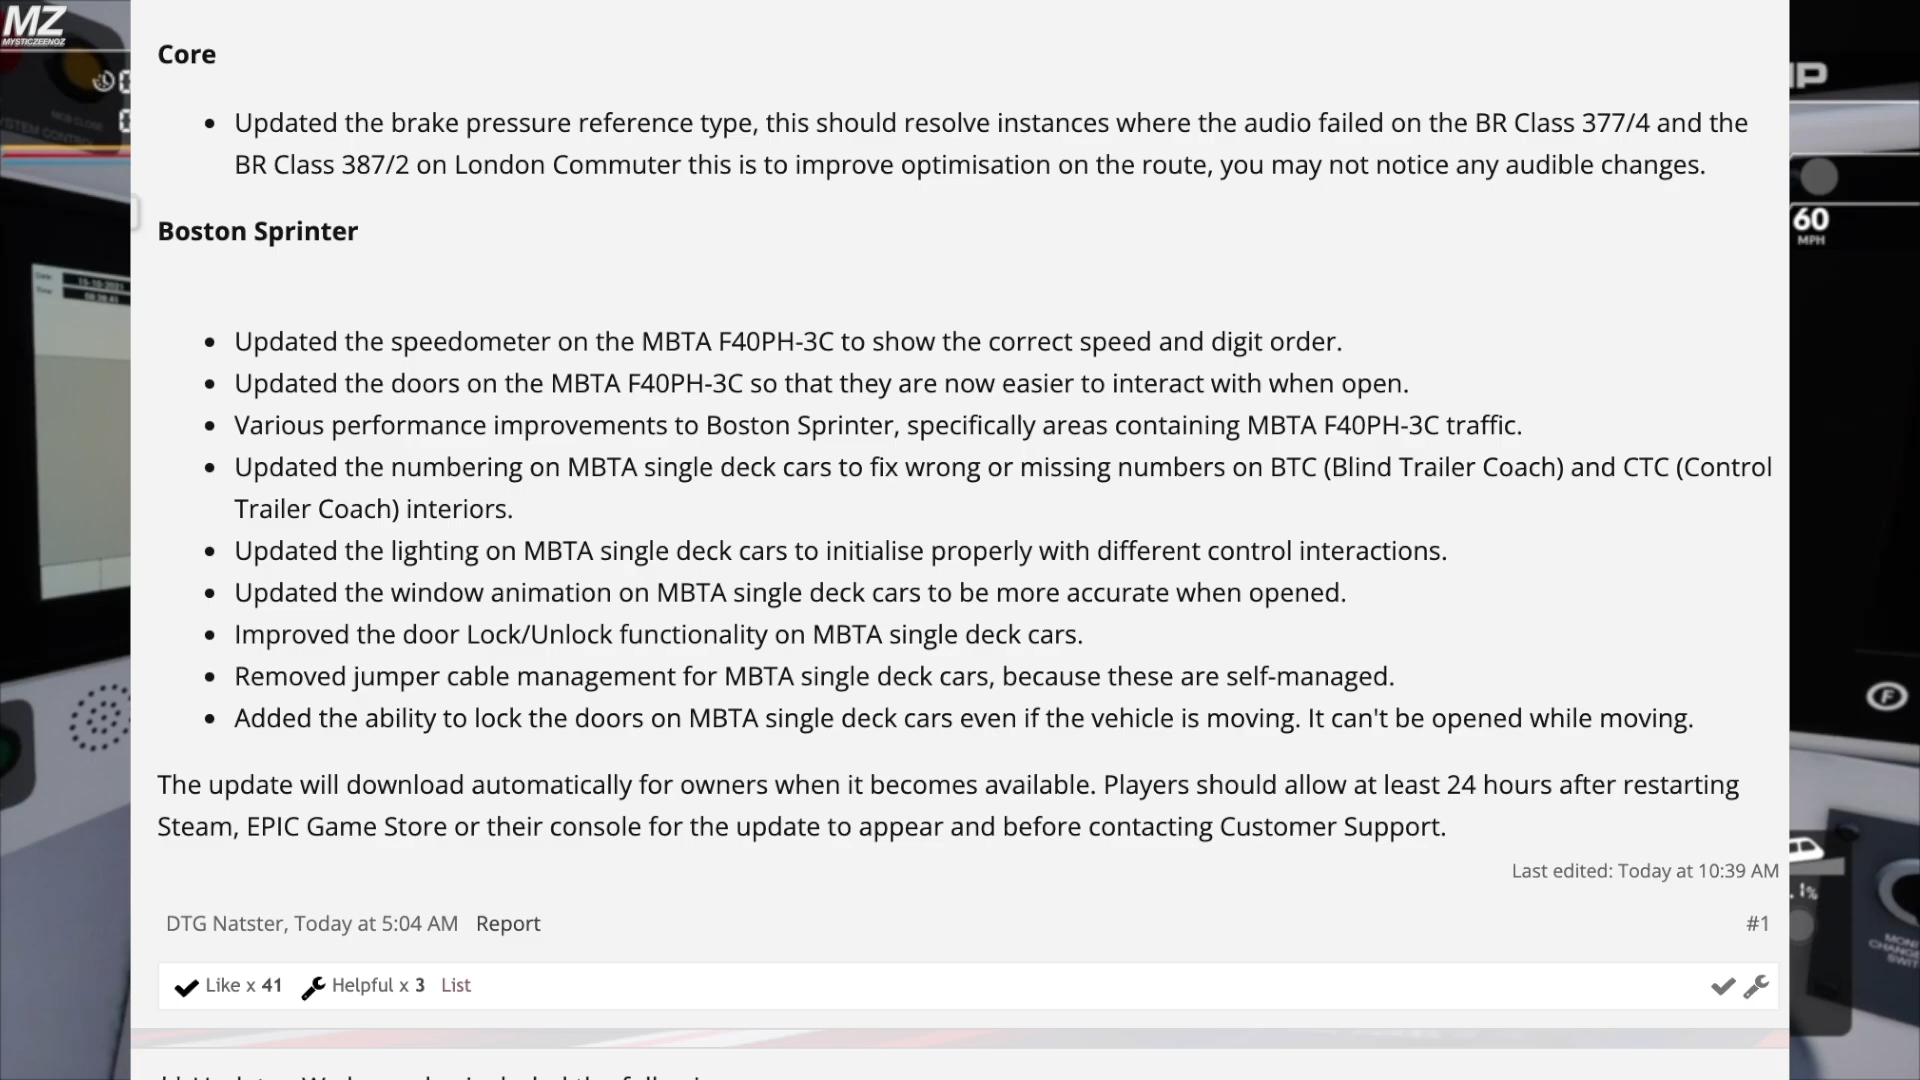 MZ
MYSTICZEENOZ
Core
Updated the brake pressure reference type, this should resolve instances where the audio failed on the BR Class 377/4 and the
BR Class 387/2 on London Commuter this is to improve optimisation on the route, you may not notice any audible changes.
Boston Sprinter
60
MPH
Updated the speedometer on the MBTA F40PH-3C to show the correct speed and digit order.
Updated the doors on the MBTA F40PH-3C so that they are now easier to interact with when open.
Various performance improvements to Boston Sprinter, specifically areas containing MBTA F40PH-3C traffic.
Updated the numbering on MBTA single deck cars to fix wrong or missing numbers on BTC (Blind Trailer Coach) and CTC (Control
Trailer Coach) interiors.
Updated the lighting on MBTA single deck cars to initialise properly with different control interactions.
Updated the window animation on MBTA single deck cars to be more accurate when opened.
Improved the door Lock/Unlock functionality on MBTA single deck cars.
Removed jumper cable management for MBTA single deck cars, because these are self-managed.
F
Added the ability to lock the doors on MBTA single deck cars even if the vehicle is moving. It can't be opened while moving.
The update will download automatically for owners when it becomes available. Players should allow at least 24 hours after restarting
Steam, EPIC Game Store or their console for the update to appear and before contacting Customer Support.
Last edited: Today at 10:39 AM
DTG Natster, Today at 5:04 AM Report
#1
Like x 41 Helpful x 3 List